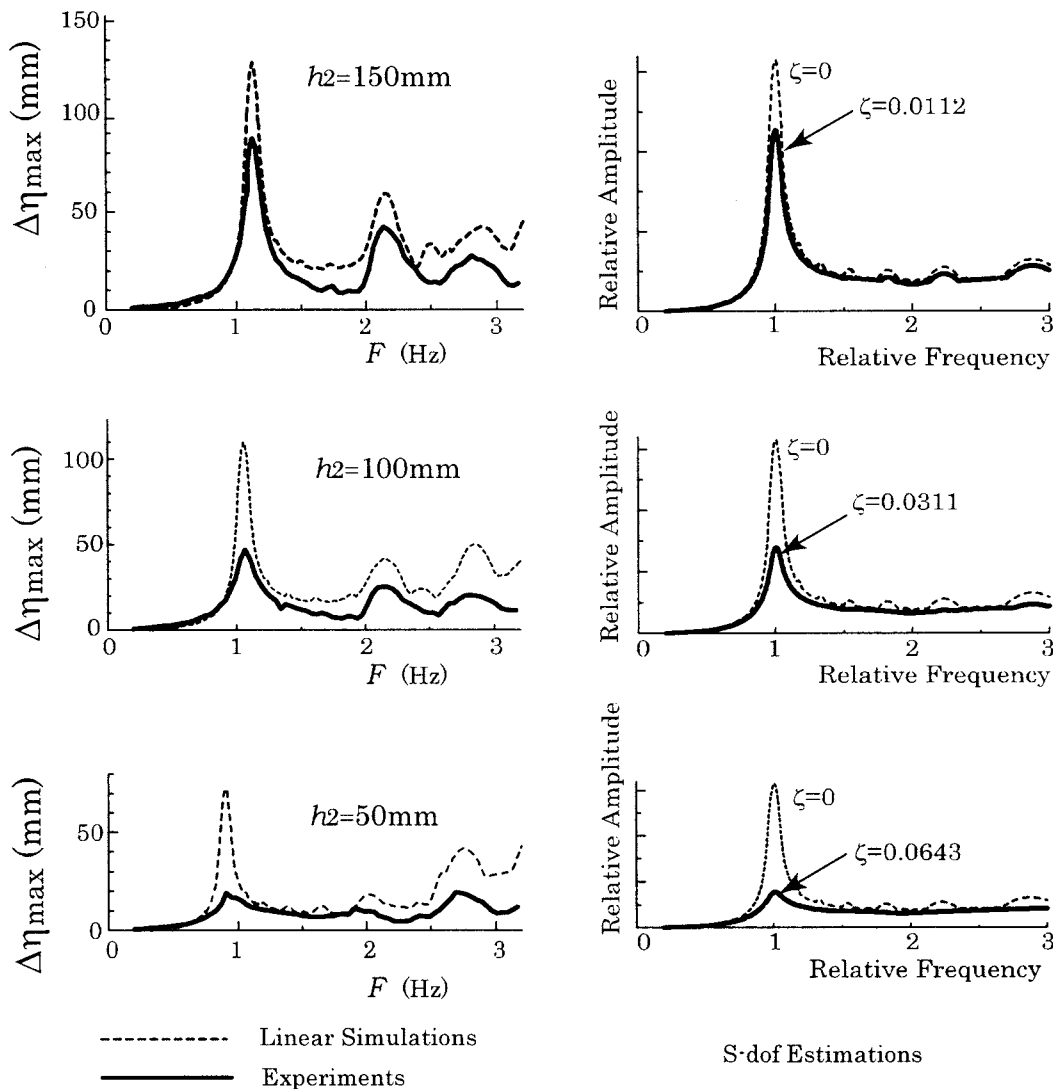 150
100
50
0
Δηmax (mm)
h2=150mm
0
1
2
3
F (Hz)
Relative Amplitude
ζ=0
ζ=0.0112
0
1
2
3
Relative Frequency
100
50
0
Δηmax (mm)
h2=100mm
0
1
2
3
F (Hz)
Relative Amplitude
ζ=0
ζ=0.0311
0
1
2
3
Relative Frequency
50
0
Δηmax (mm)
h2=50mm
0
1
2
3
F (Hz)
Relative Amplitude
ζ=0
ζ=0.0643
0
1
2
3
Relative Frequency
Linear Simulations
Experiments
S-dof Estimations